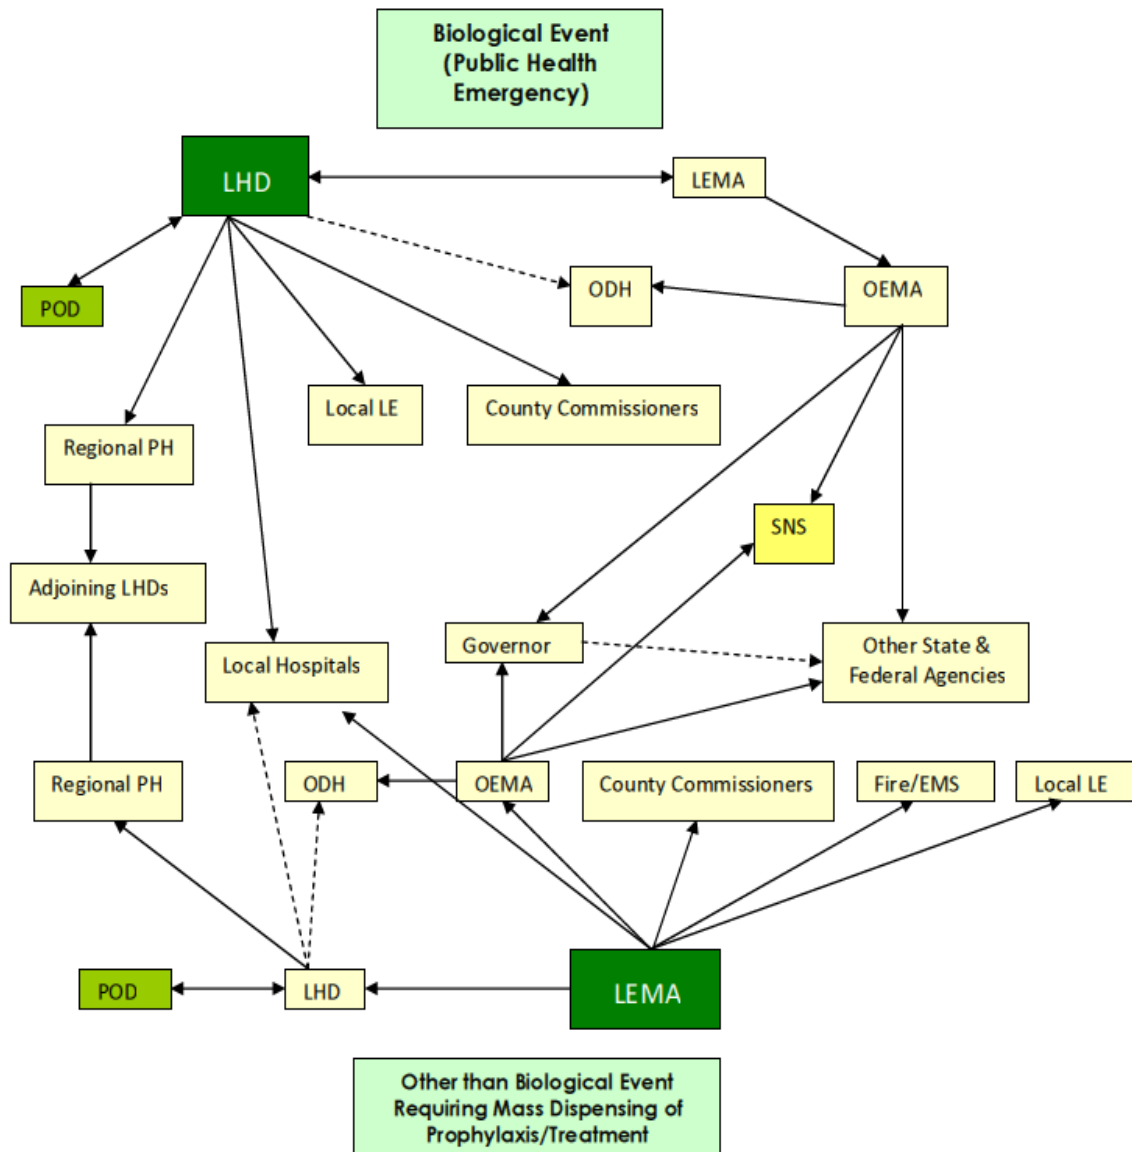 Biological Event
(Public Health
Emergency)
LHD
LEMA
POD
ODH
OEMA
Local LE
County Commissioners
Regional PH
SNS
Adjoining LHDs
Governor
Other State &
Federal Agencies
Local Hospitals
Regional PH
ODH
OEMA
County Commissioners
Fire/EMS
Local LE
POD
LHD
LEMA
Other than Biological Event
Requiring Mass Dispensing of
Prophylaxis/Treatment